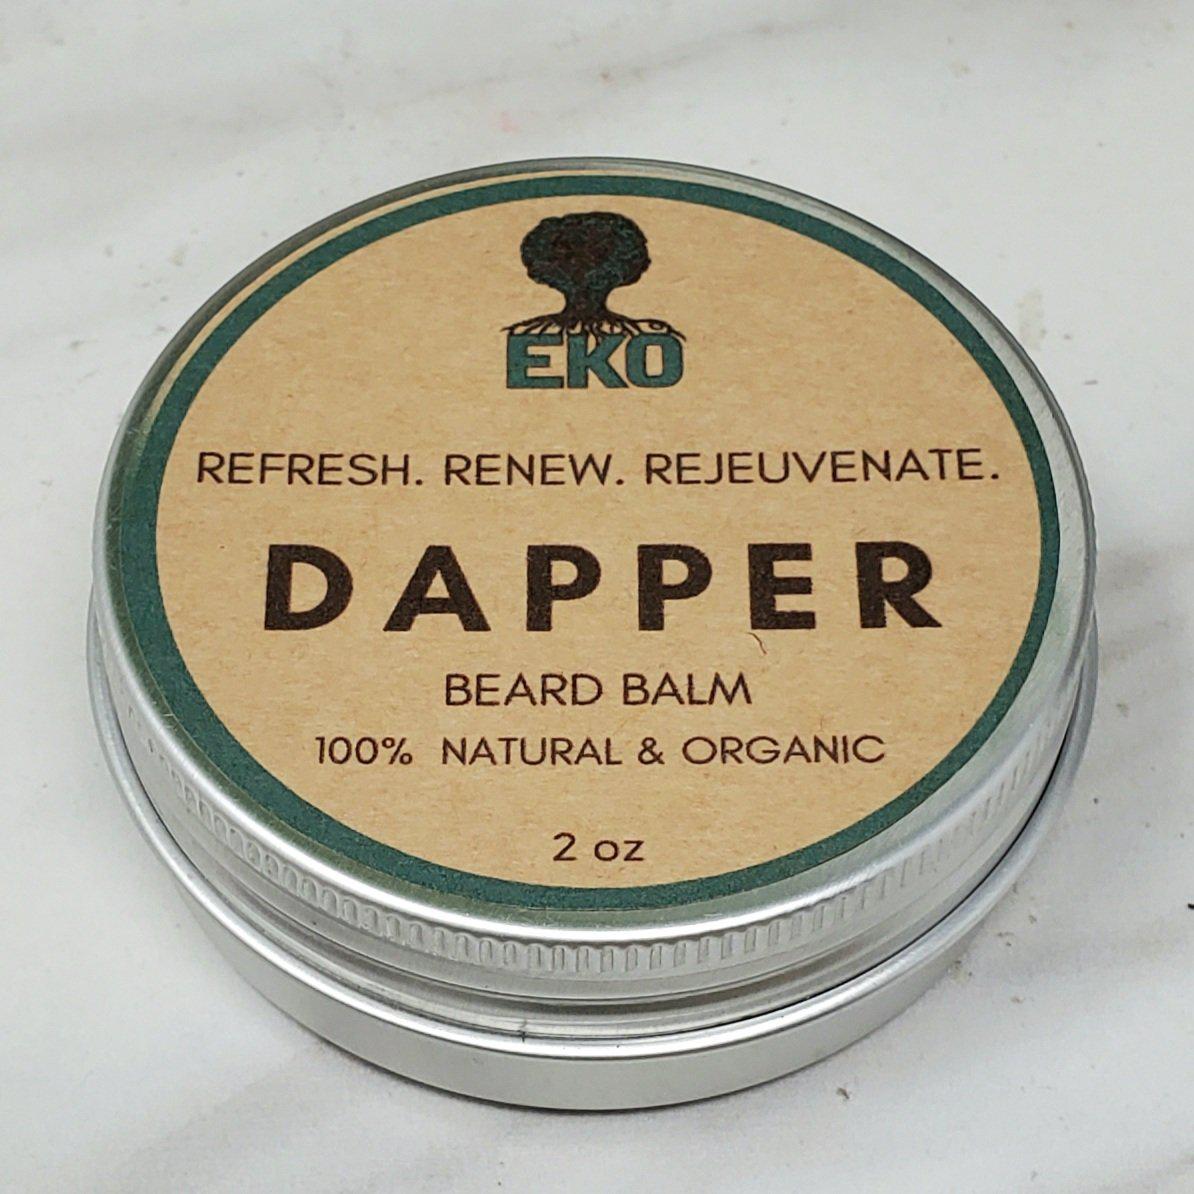 EKO
REFRESH. RENEW. REJEUVENATE.
DAPPER
BEARD BALM
100% NATURAL & ORGANIC
2 oz